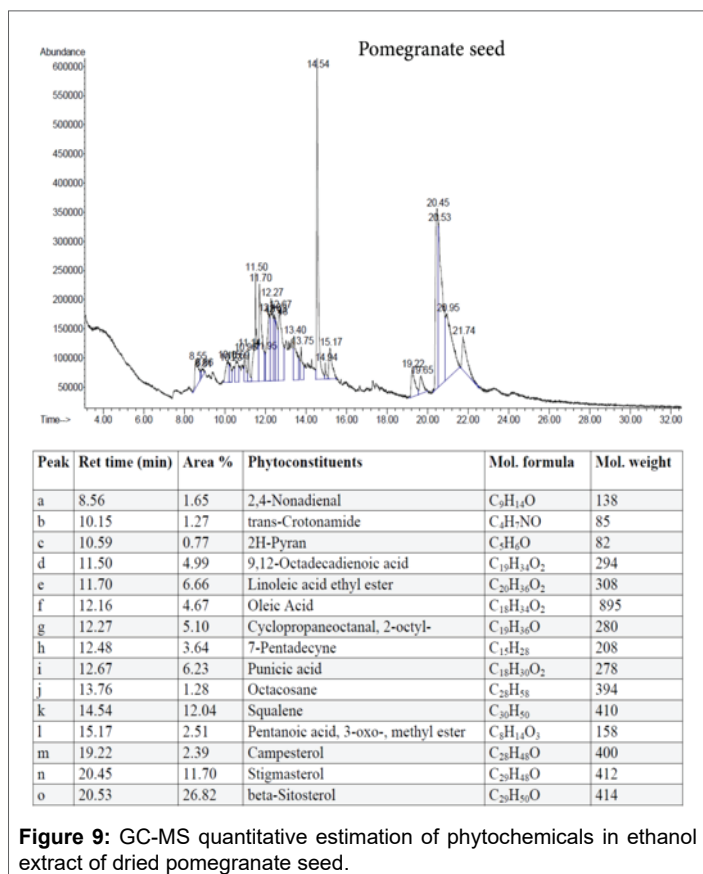 Pomegranate seed
Abundance
600000
550000
500000
450000
400000
350000
300000
250000
200000
150000
100000
50000
14.54
20.45
20.53
11.50
11.70
12.27
20.95
13.40
13.75
15.17
14.94
21.74
19.22
19.65
8.55
Time-->
4.00 6.00 8.00 10.00 12.00 14.00 16.00 18.00 20.00 22.00 24.00 26.00 28.00 30.00 32.00
Peak Ret time (min) Area % Phytoconstituents Mol. formula Mol. weight
a 8.56 1.65 2,4-Nonadienal C₉H₁₄O 138
b 10.15 1.27 trans-Crotonamide C₄H₇NO 85
c 10.59 0.77 2H-Pyran C₅H₆O 82
d 11.50 4.99 9,12-Octadecadienoic acid C₁₉H₃₄O₂ 294
e 11.70 6.66 Linoleic acid ethyl ester C₂₀H₃₆O₂ 308
f 12.16 4.67 Oleic Acid C₁₈H₃₄O₂ 895
g 12.27 5.10 Cyclopropaneoctanal, 2-octyl- C₁₉H₃₆O 280
h 12.48 3.64 7-Pentadecyne C₁₅H₂₈ 208
i 12.67 6.23 Punicic acid C₁₈H₃₀O₂ 278
j 13.76 1.28 Octacosane C₂₈H₅₈ 394
k 14.54 12.04 Squalene C₃₀H₅₀ 410
l 15.17 2.51 Pentanoic acid, 3-oxo-, methyl ester C₈H₁₄O₃ 158
m 19.22 2.39 Campesterol C₂₈H₄₈O 400
n 20.45 11.70 Stigmasterol C₂₉H₄₈O 412
o 20.53 26.82 beta-Sitosterol C₂₉H₅₀O 414
Figure 9: GC-MS quantitative estimation of phytochemicals in ethanol
extract of dried pomegranate seed.